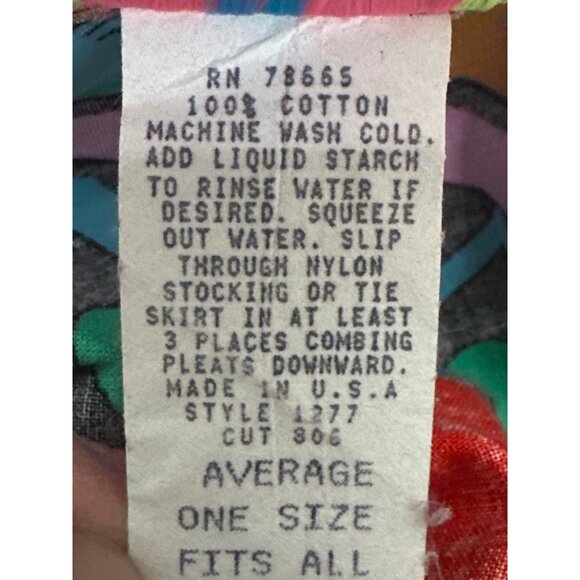 RN 78665
100% COTTON
MACHINE WASH COLD.
ADD LIQUID STARCH
TO RINSE WATER IF
DESIRED. SQUEEZE
OUT WATER. SLIP
THROUGH NYLON
STOCKING OR TIE
SKIRT IN AT LEAST
3 PLACES COMBING
PLEATS DOWNWARD.
MADE IN U.S.A
STYLE 1277
CUT 806
AVERAGE
ONE SIZE
FITS ALL